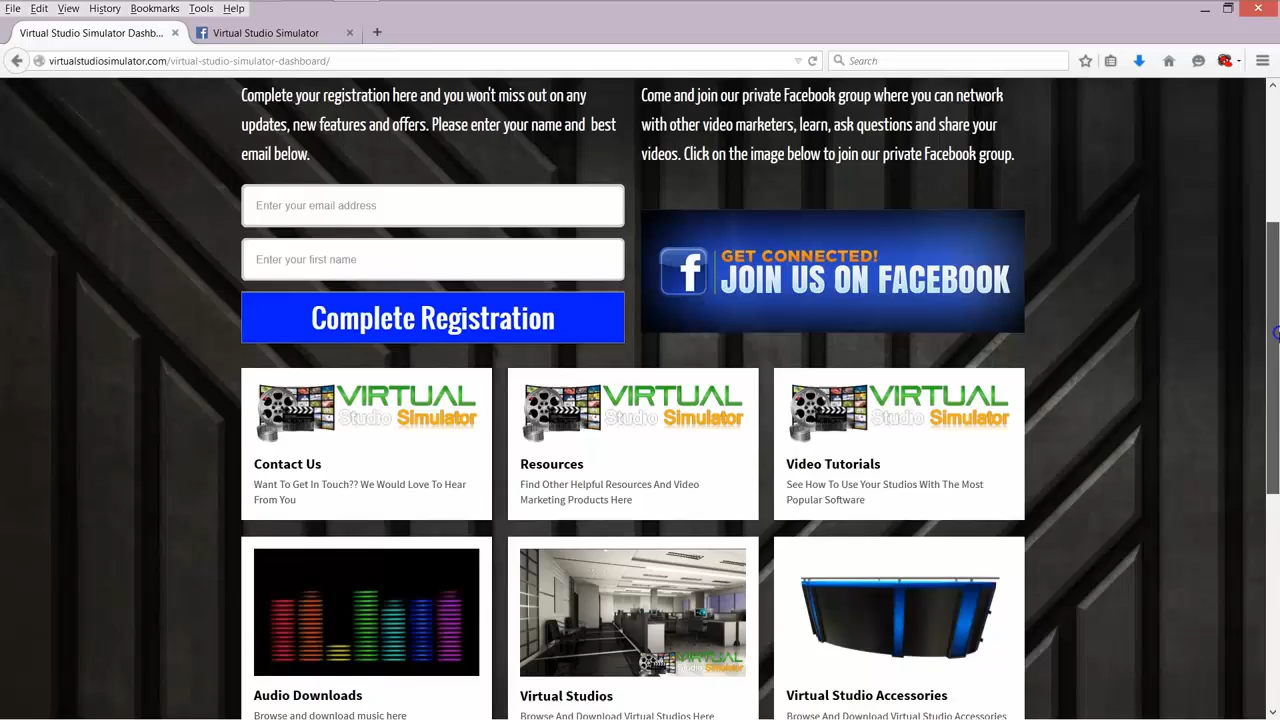 File Edit View History Bookmarks Tools Help
Virtual Studio Simulator Dashb...
Virtual Studio Simulator
virtualstudiosimulator.com/virtual-studio-simulator-dashboard/
Search
Complete your registration here and you won't miss out on any
updates, new features and offers. Please enter your name and best
email below.
Come and join our private Facebook group where you can network
with other video marketers, learn, ask questions and share your
videos. Click on the image below to join our private Facebook group.
Enter your email address
Enter your first name
Complete Registration
f GET CONNECTED!
JOIN US ON FACEBOOK
VIRTUAL
Studio Simulator
Contact Us
Want To Get In Touch?? We Would Love To Hear
From You
VIRTUAL
Studio Simulator
Resources
Find Other Helpful Resources And Video
Marketing Products Here
VIRTUAL
Studio Simulator
Video Tutorials
See How To Use Your Studios With The Most
Popular Software
Audio Downloads
Browse and download music here
VIRTUAL
Studio Simulator
Virtual Studios
Browse And Download Virtual Studios Here
Virtual Studio Accessories
Browse And Download Virtual Studio Accessories